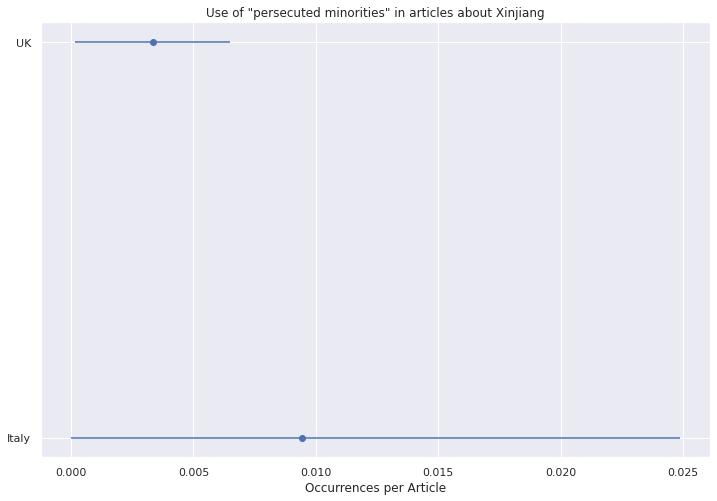 Use of "persecuted minorities" in articles about Xinjiang
UK
Italy
0.000 0.005 0.010 0.015 0.020 0.025
Occurrences per Article